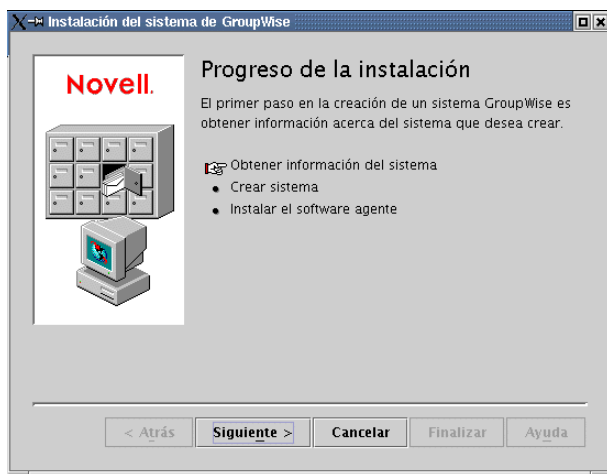 Instalación del sistema de GroupWise
Novell.
Progreso de la instalación
El primer paso en la creación de un sistema GroupWise es
obtener información acerca del sistema que desea crear.
Obtener información del sistema
Crear sistema
Instalar el software agente
< Atrás
Siguiente >
Cancelar
Finalizar
Ayuda